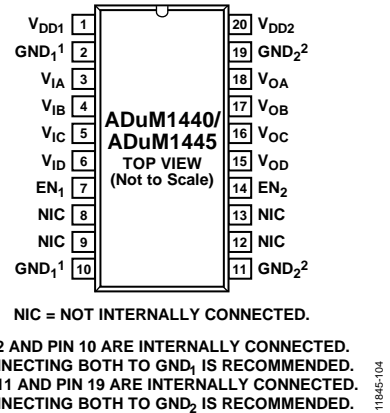 VDD1 1
GND1¹ 2
VIA 3
VIB 4
VIC 5
VID 6
EN1 7
NIC 8
NIC 9
GND1¹ 10
ADuM1440/
ADuM1445
TOP VIEW
(Not to Scale)
20 VDD2
19 GND2²
18 VOA
17 VOB
16 VOC
15 VOD
14 EN2
13 NIC
12 NIC
11 GND2²
NIC = NOT INTERNALLY CONNECTED.
2 AND PIN 10 ARE INTERNALLY CONNECTED.
NNECTING BOTH TO GND1 IS RECOMMENDED.
11 AND PIN 19 ARE INTERNALLY CONNECTED.
NNECTING BOTH TO GND2 IS RECOMMENDED.
11845-104